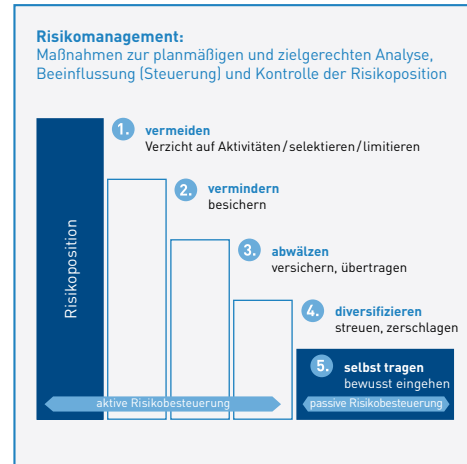 Risikomanagement:
Maßnahmen zur planmäßigen und zielgerechten Analyse,
Beeinflussung (Steuerung) und Kontrolle der Risikoposition
1. vermeiden
Verzicht auf Aktivitäten/selektieren/limitieren
2. vermindern
besichern
3. abwälzen
versichern, übertragen
4. diversifizieren
streuen, zerschlagen
5. selbst tragen
bewusst eingehen
Risikoposition
aktive Risikobesteuerung
passive Risikobesteuerung